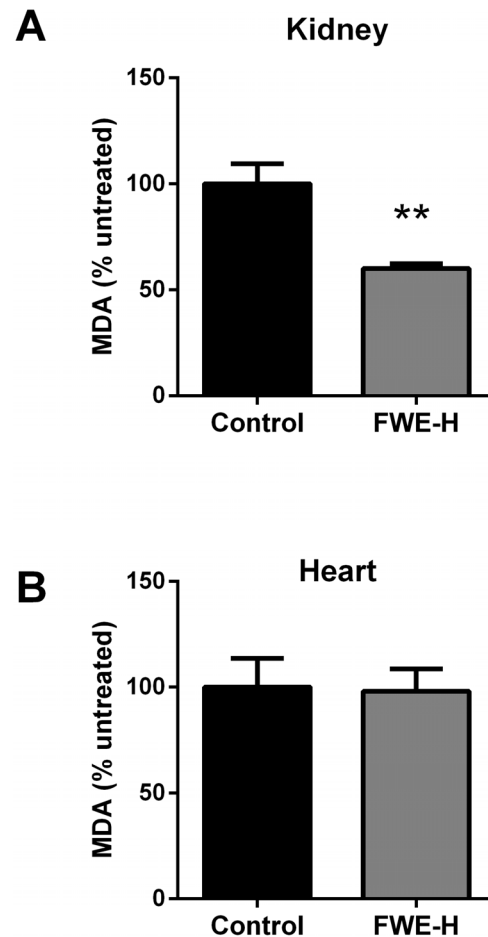 A
Kidney
MDA (% untreated)
150
100
50
0
**
Control FWE-H
B
Heart
MDA (% untreated)
150
100
50
0
Control FWE-H